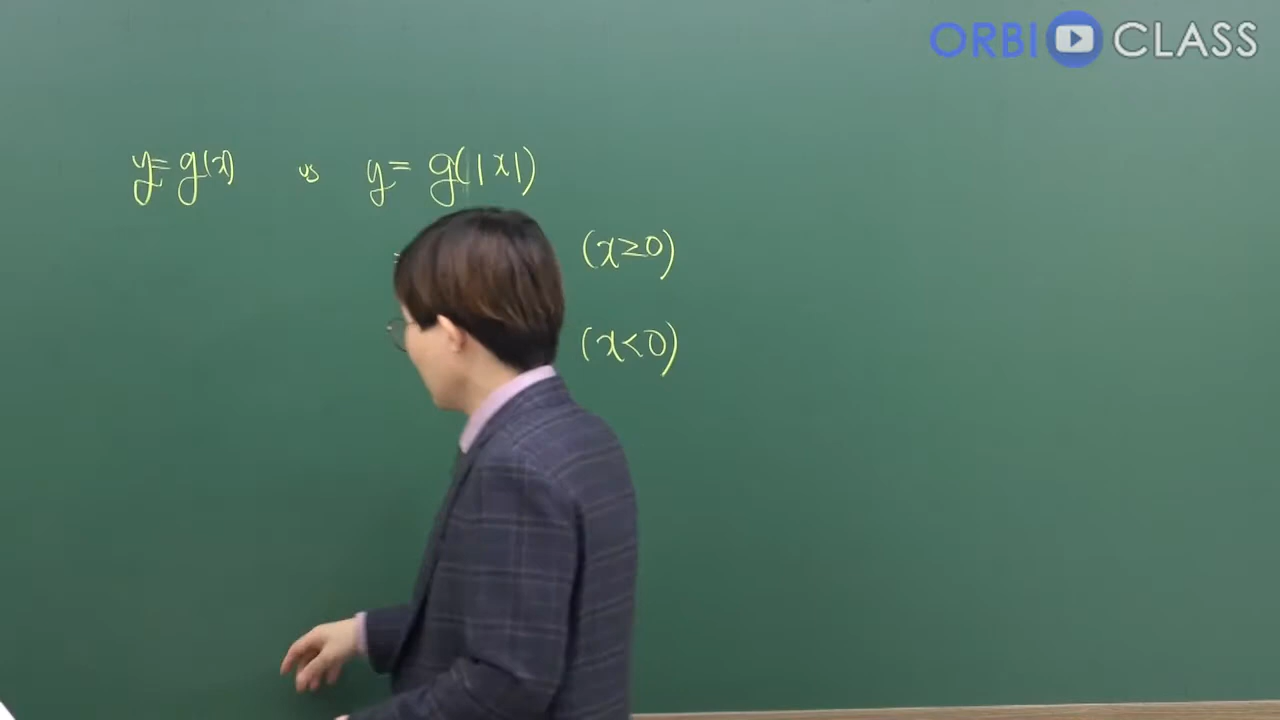 ORBI CLASS
y=g(x) vs y=g(|x|)
(x≥0)
(x<0)